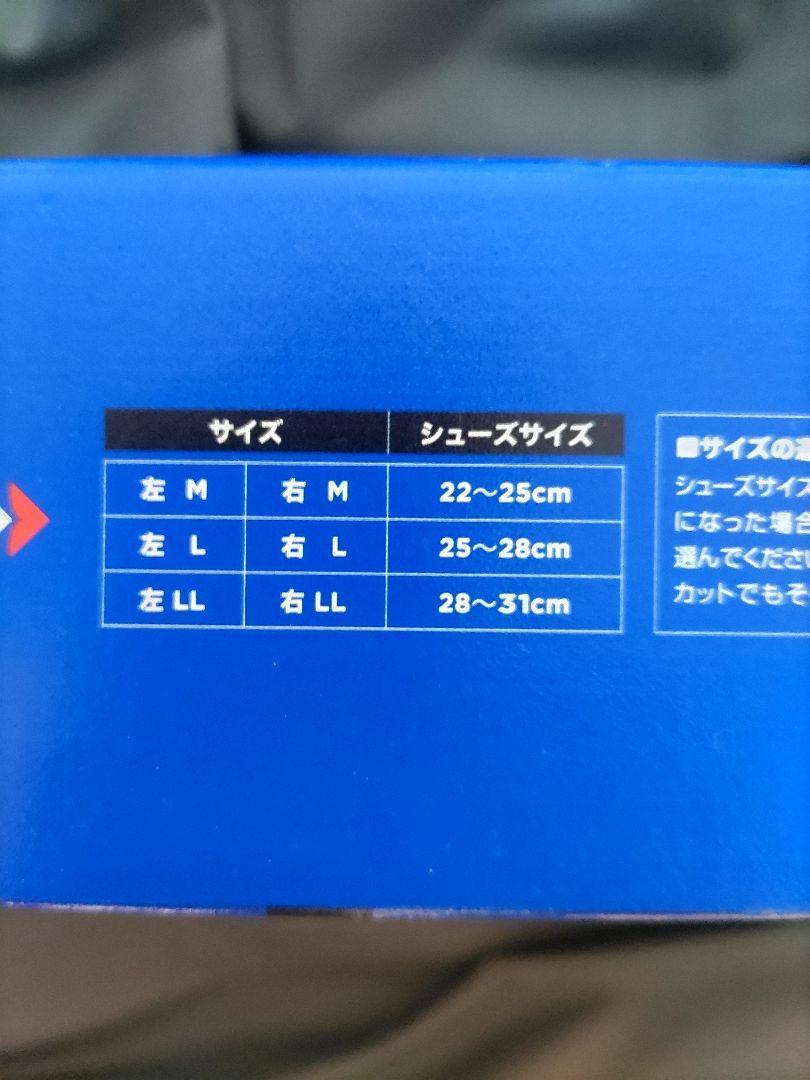 サイズ シューズサイズ
左 M 右 M 22〜25cm
左 L 右 L 25〜28cm
左 LL 右 LL 28〜31cm
■サイズの
シューズサイズ
になった場合
選んでくださ
カットでもそ